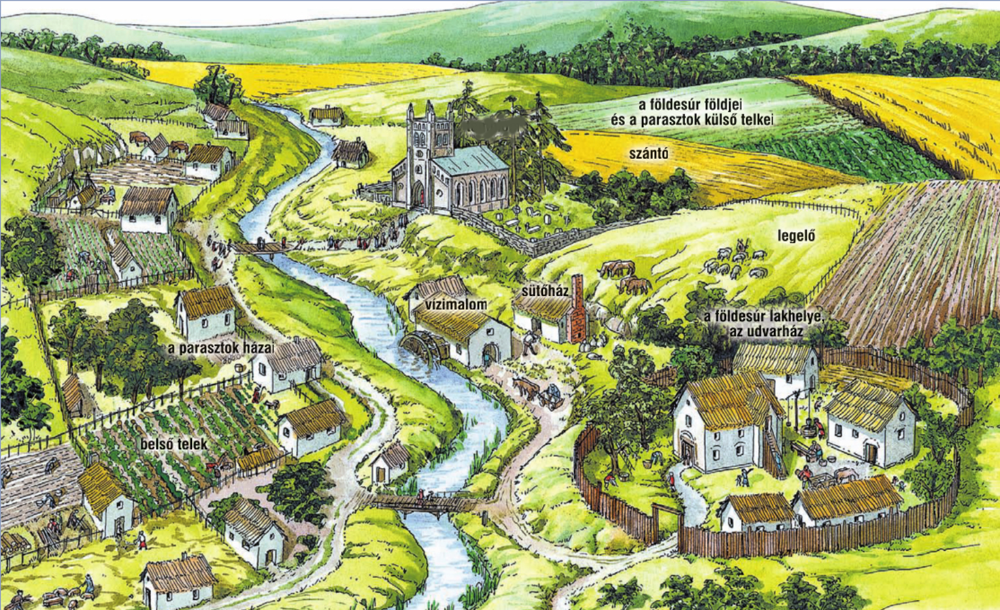 a földesúr földjei
és a parasztok külső telkei
szántó
legelő
sütőház
vízimalom
a földesúr lakhelye,
az udvarház
a parasztok házai
belső telek